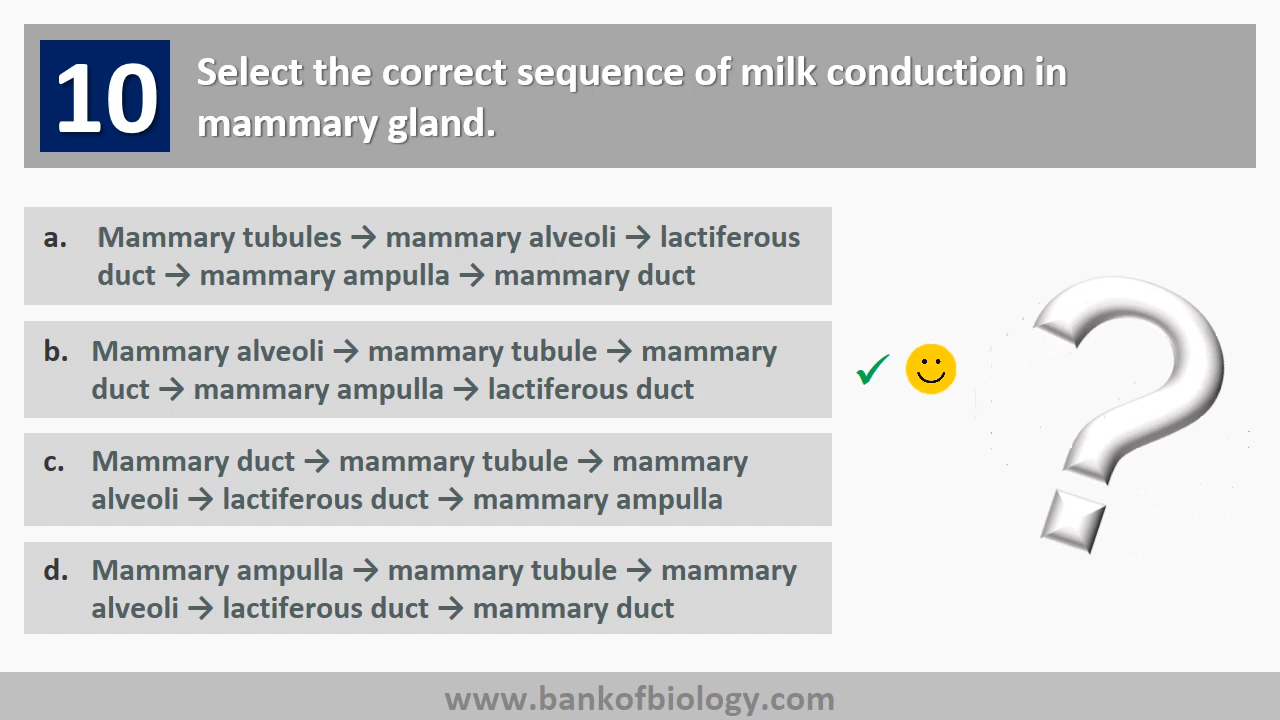 10
Select the correct sequence of milk conduction in
mammary gland.
a. Mammary tubules → mammary alveoli → lactiferous
duct → mammary ampulla → mammary duct
b. Mammary alveoli → mammary tubule → mammary
duct → mammary ampulla → lactiferous duct
c. Mammary duct → mammary tubule → mammary
alveoli → lactiferous duct → mammary ampulla
d. Mammary ampulla → mammary tubule → mammary
alveoli → lactiferous duct → mammary duct
www.bankofbiology.com